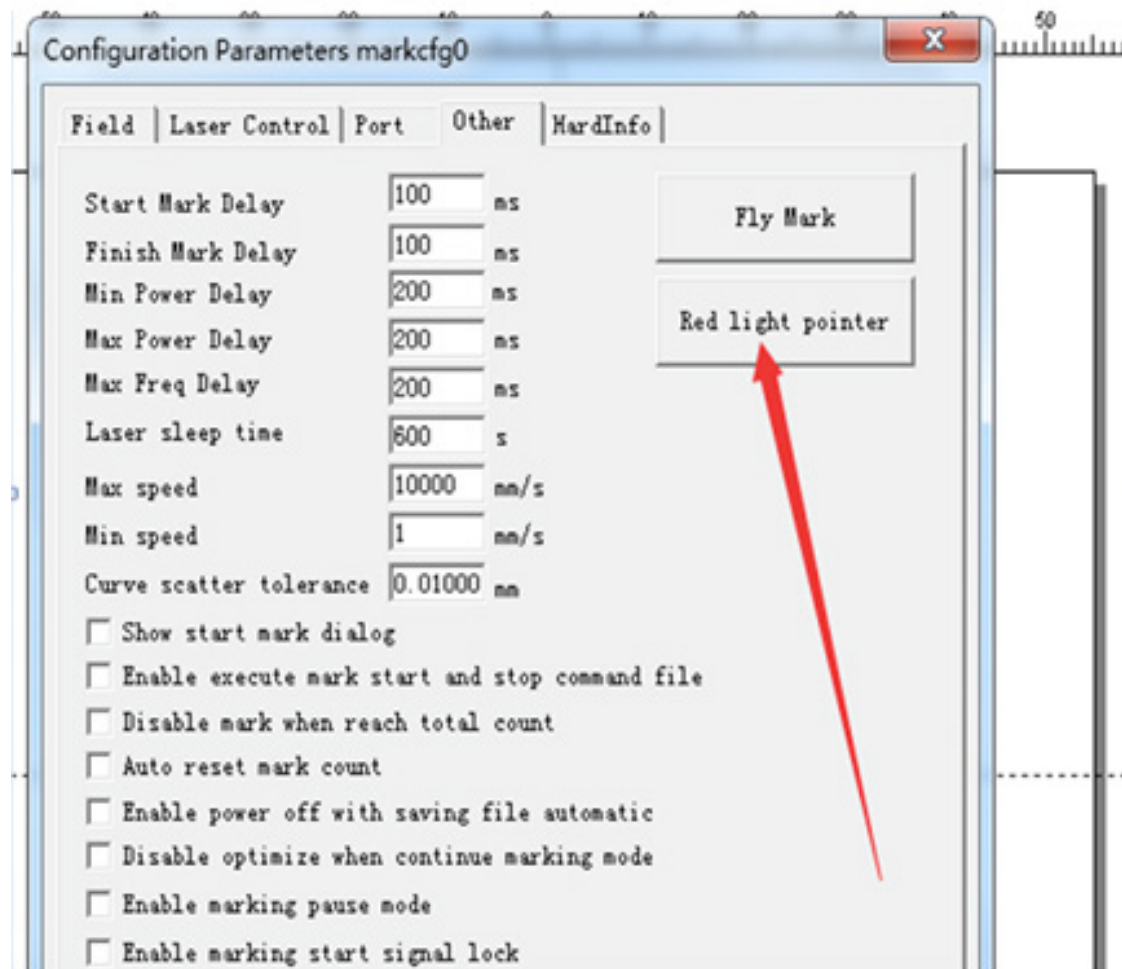 50
Configuration Parameters markcfg0
Field Laser Control Port Other HardInfo
Start Mark Delay 100 ms
Fly Mark
Finish Mark Delay 100 ms
Min Power Delay 200 ms
Red light pointer
Max Power Delay 200 ms
Max Freq Delay 200 ms
Laser sleep time 600 s
Max speed 10000 mm/s
Min speed 1 mm/s
Curve scatter tolerance 0.01000 mm
Show start mark dialog
Enable execute mark start and stop command file
Disable mark when reach total count
Auto reset mark count
Enable power off with saving file automatic
Disable optimize when continue marking mode
Enable marking pause mode
Enable marking start signal lock